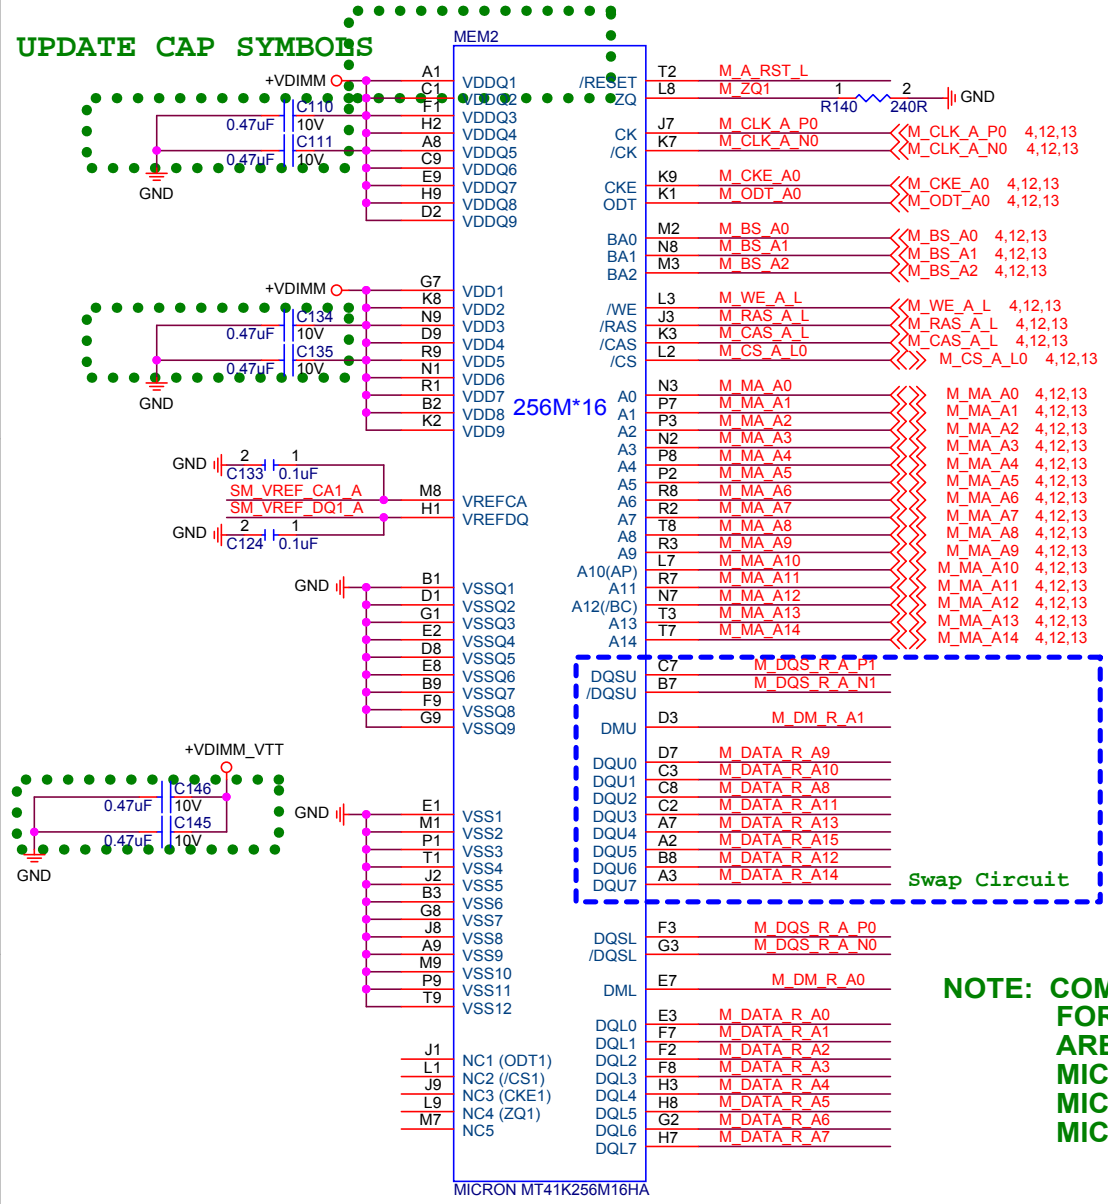 UPDATE CAP SYMBOLS
MEM2
+VDIMM
A1 VDDQ1
C1 VDDQ2
F1 VDDQ3
H2 VDDQ4
A8 VDDQ5
C9 VDDQ6
E9 VDDQ7
H9 VDDQ8
D2 VDDQ9
C110
0.47uF 10V
C111
0.47uF 10V
GND
+VDIMM
G7 VDD1
K8 VDD2
N9 VDD3
D9 VDD4
R9 VDD5
N1 VDD6
R1 VDD7
B2 VDD8
K2 VDD9
C134
0.47uF 10V
C135
0.47uF 10V
GND
256M*16
GND 2 1
C133 0.1uF
SM_VREF_CA1_A M8 VREFCA
SM_VREF_DQ1_A H1 VREFDQ
GND 2 1
C124 0.1uF
GND
B1 VSSQ1
D1 VSSQ2
G1 VSSQ3
E2 VSSQ4
D8 VSSQ5
E8 VSSQ6
B9 VSSQ7
F9 VSSQ8
G9 VSSQ9
+VDIMM_VTT
C146
0.47uF 10V
C145
0.47uF 10V
GND
GND
E1 VSS1
M1 VSS2
P1 VSS3
T1 VSS4
J2 VSS5
B3 VSS6
G8 VSS7
J8 VSS8
A9 VSS9
M9 VSS10
P9 VSS11
T9 VSS12
J1 NC1 (ODT1)
L1 NC2 (/CS1)
J9 NC3 (CKE1)
L9 NC4 (ZQ1)
M7 NC5
/RESET T2 M_A_RST_L
ZQ L8 M_ZQ1 1 2 GND
R140 240R
CK J7 M_CLK_A_P0 M_CLK_A_P0 4,12,13
/CK K7 M_CLK_A_N0 M_CLK_A_N0 4,12,13
CKE K9 M_CKE_A0 M_CKE_A0 4,12,13
ODT K1 M_ODT_A0 M_ODT_A0 4,12,13
BA0 M2 M_BS_A0 M_BS_A0 4,12,13
BA1 N8 M_BS_A1 M_BS_A1 4,12,13
BA2 M3 M_BS_A2 M_BS_A2 4,12,13
/WE L3 M_WE_A_L M_WE_A_L 4,12,13
/RAS J3 M_RAS_A_L M_RAS_A_L 4,12,13
/CAS K3 M_CAS_A_L M_CAS_A_L 4,12,13
/CS L2 M_CS_A_L0 M_CS_A_L0 4,12,13
A0 N3 M_MA_A0 M_MA_A0 4,12,13
A1 P7 M_MA_A1 M_MA_A1 4,12,13
A2 P3 M_MA_A2 M_MA_A2 4,12,13
A3 N2 M_MA_A3 M_MA_A3 4,12,13
A4 P8 M_MA_A4 M_MA_A4 4,12,13
A5 P2 M_MA_A5 M_MA_A5 4,12,13
A6 R8 M_MA_A6 M_MA_A6 4,12,13
A7 R2 M_MA_A7 M_MA_A7 4,12,13
A8 T8 M_MA_A8 M_MA_A8 4,12,13
A9 R3 M_MA_A9 M_MA_A9 4,12,13
A10(AP) L7 M_MA_A10 M_MA_A10 4,12,13
A11 R7 M_MA_A11 M_MA_A11 4,12,13
A12(/BC) N7 M_MA_A12 M_MA_A12 4,12,13
A13 T3 M_MA_A13 M_MA_A13 4,12,13
A14 T7 M_MA_A14 M_MA_A14 4,12,13
DQSU C7 M_DQS_R_A_P1
/DQSU B7 M_DQS_R_A_N1
DMU D3 M_DM_R_A1
DQU0 D7 M_DATA_R_A9
DQU1 C3 M_DATA_R_A10
DQU2 C8 M_DATA_R_A8
DQU3 C2 M_DATA_R_A11
DQU4 A7 M_DATA_R_A13
DQU5 A2 M_DATA_R_A15
DQU6 B8 M_DATA_R_A12
DQU7 A3 M_DATA_R_A14
Swap Circuit
DQSL F3 M_DQS_R_A_P0
/DQSL G3 M_DQS_R_A_N0
DML E7 M_DM_R_A0
DQL0 E3 M_DATA_R_A0
DQL1 F7 M_DATA_R_A1
DQL2 F2 M_DATA_R_A2
DQL3 F8 M_DATA_R_A3
DQL4 H3 M_DATA_R_A4
DQL5 H8 M_DATA_R_A5
DQL6 G2 M_DATA_R_A6
DQL7 H7 M_DATA_R_A7
NOTE: COM
FOR
ARE
MIC
MIC
MIC
MICRON MT41K256M16HA